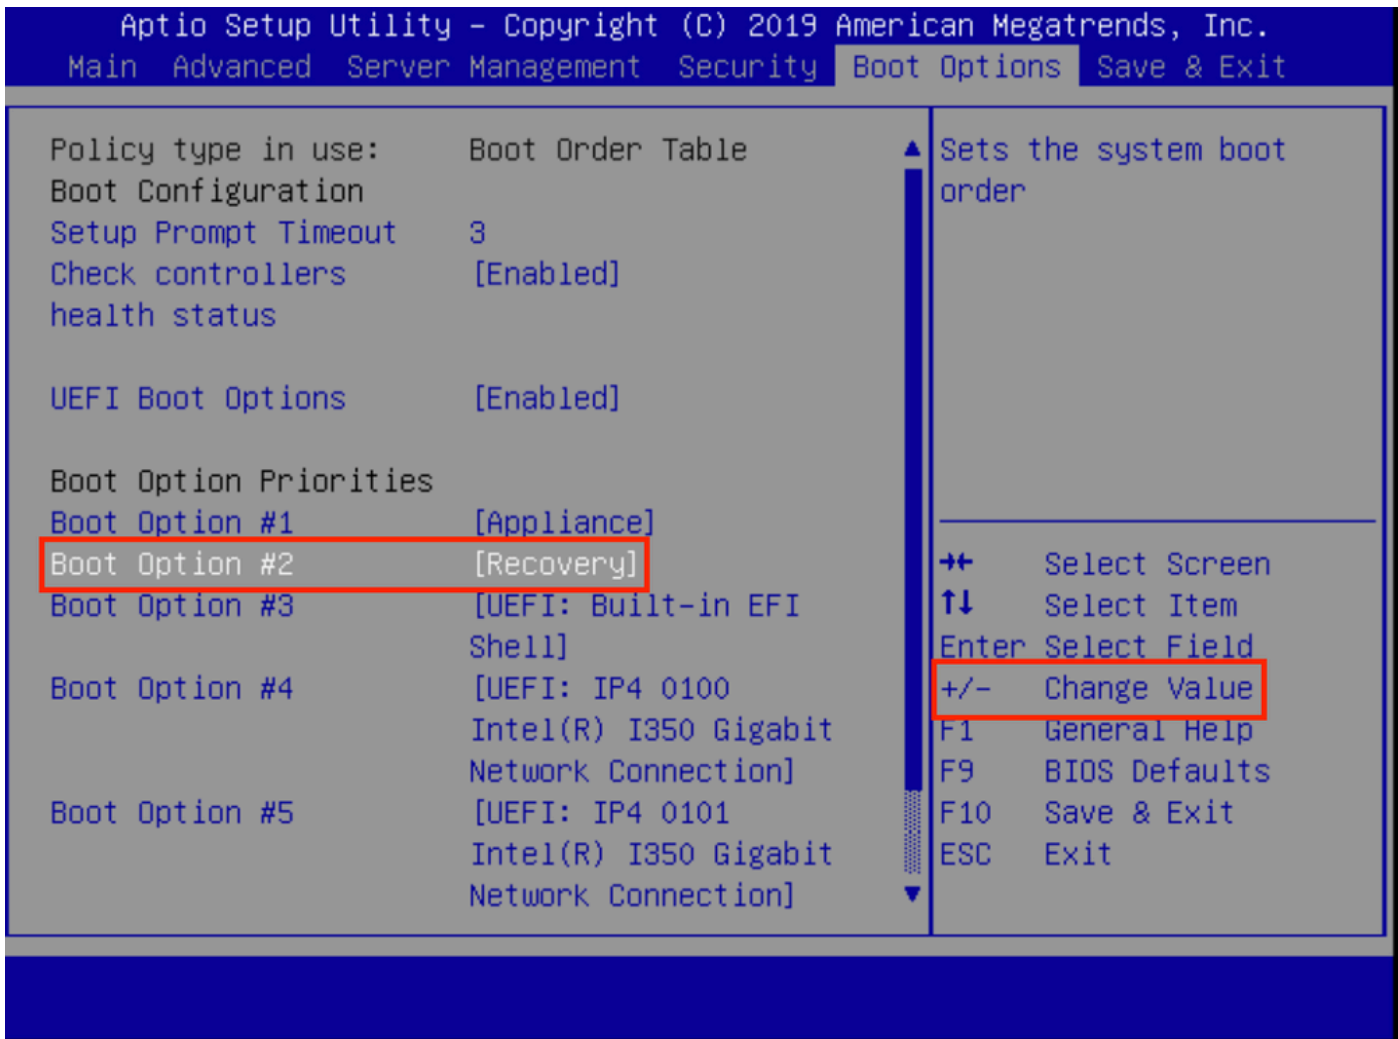 Aptio Setup Utility – Copyright (C) 2019 American Megatrends, Inc.
Main Advanced Server Management Security Boot Options Save & Exit
Policy type in use: Boot Order Table
Boot Configuration
Setup Prompt Timeout 3
Check controllers [Enabled]
health status
UEFI Boot Options [Enabled]
Boot Option Priorities
Boot Option #1 [Appliance]
Boot Option #2 [Recovery]
Boot Option #3 [UEFI: Built-in EFI
Shell]
Boot Option #4 [UEFI: IP4 0100
Intel(R) I350 Gigabit
Network Connection]
Boot Option #5 [UEFI: IP4 0101
Intel(R) I350 Gigabit
Network Connection]
Sets the system boot
order
→← Select Screen
↑↓ Select Item
Enter Select Field
+/- Change Value
F1 General Help
F9 BIOS Defaults
F10 Save & Exit
ESC Exit